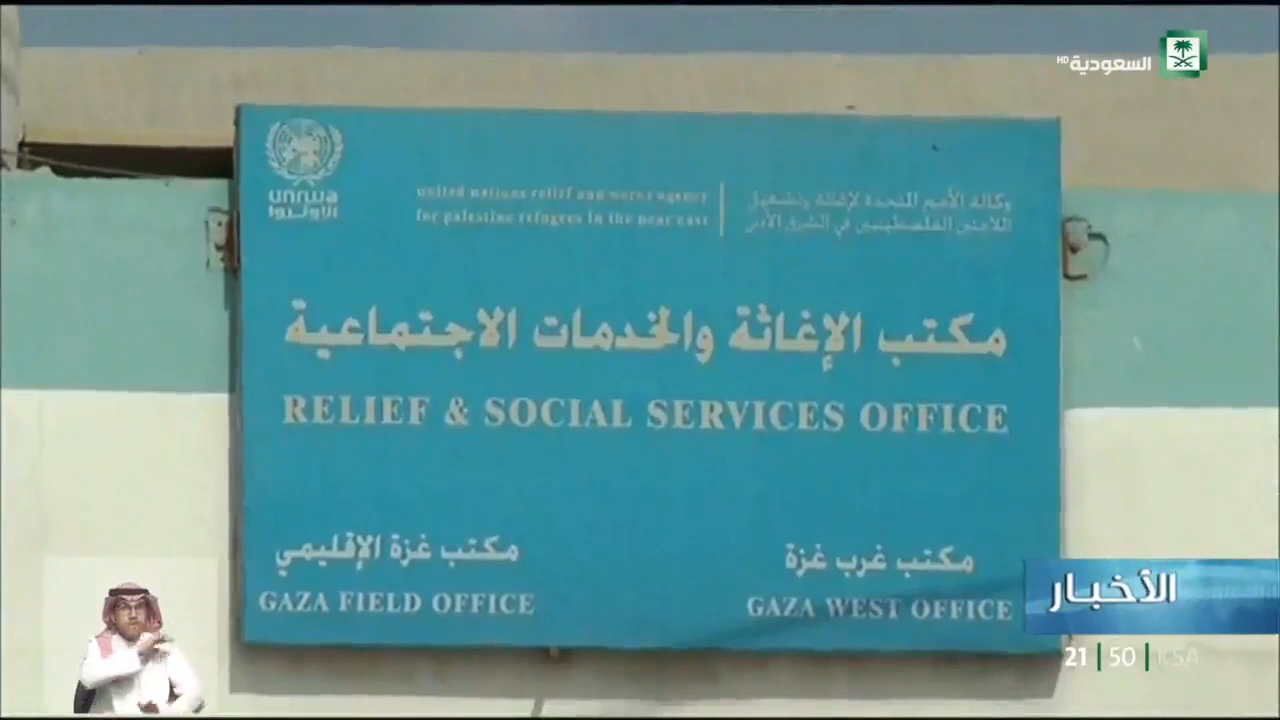 السعودية HD
unrwa
الأونروا
united nations relief and works agency
for palestine refugees in the near east
وكالة الأمم المتحدة لإغاثة وتشغيل
اللاجئين الفلسطينيين في الشرق الأدنى
مكتب الإغاثة والخدمات الاجتماعية
RELIEF & SOCIAL SERVICES OFFICE
مكتب غزة الإقليمي
GAZA FIELD OFFICE
مكتب غرب غزة
GAZA WEST OFFICE
الأخبار
21 | 50 | KSA